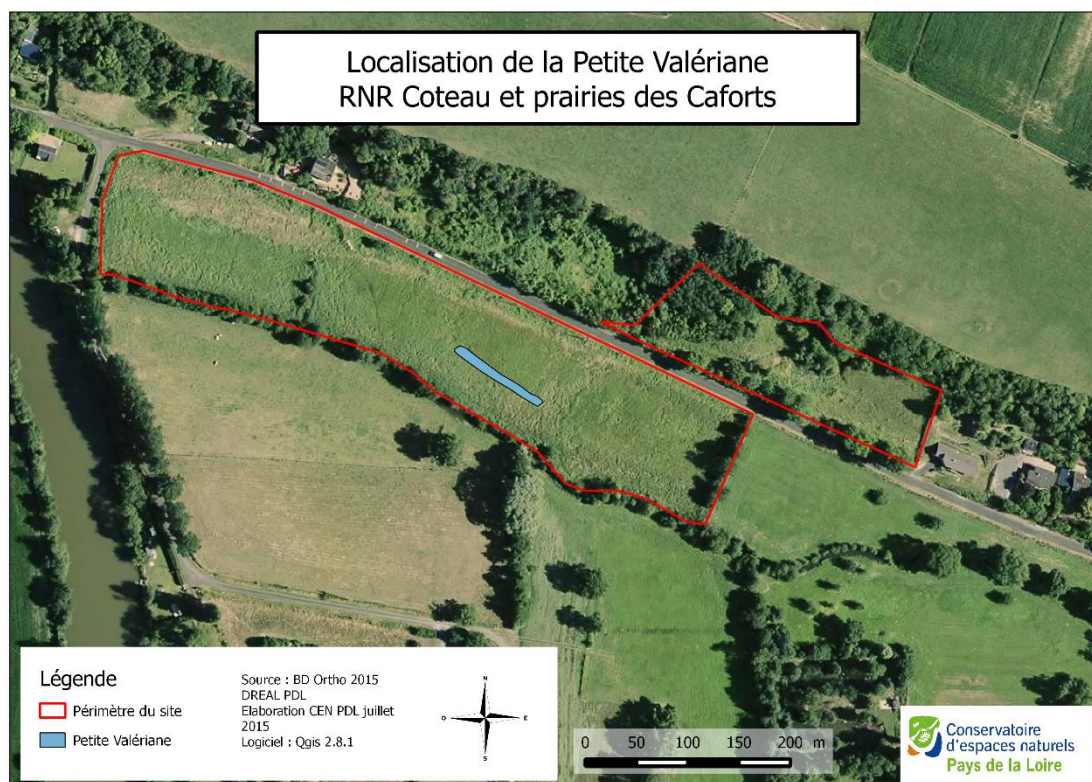 Localisation de la Petite Valériane
RNR Coteau et prairies des Caforts
Légende
Périmètre du site
Petite Valériane
Source : BD Ortho 2015
DREAL PDL
Elaboration CEN PDL juillet
2015
Logiciel : Qgis 2.8.1
N
O
E
S
0 50 100 150 200 m
Conservatoire
d'espaces naturels
Pays de la Loire